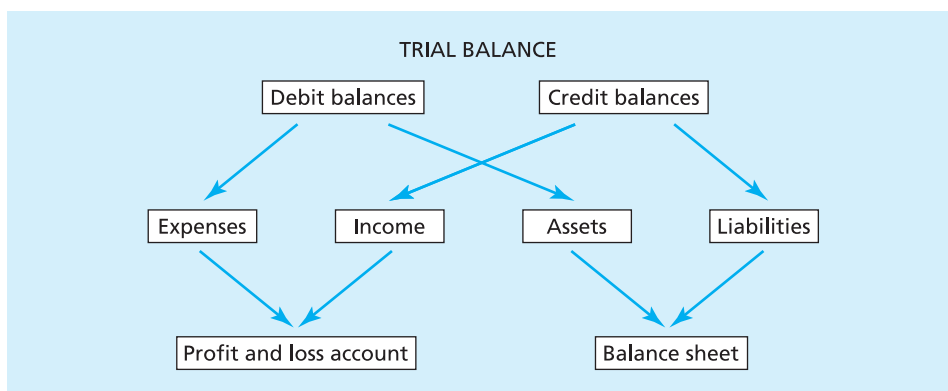 TRIAL BALANCE
Debit balances
Credit balances
Expenses
Income
Assets
Liabilities
Profit and loss account
Balance sheet